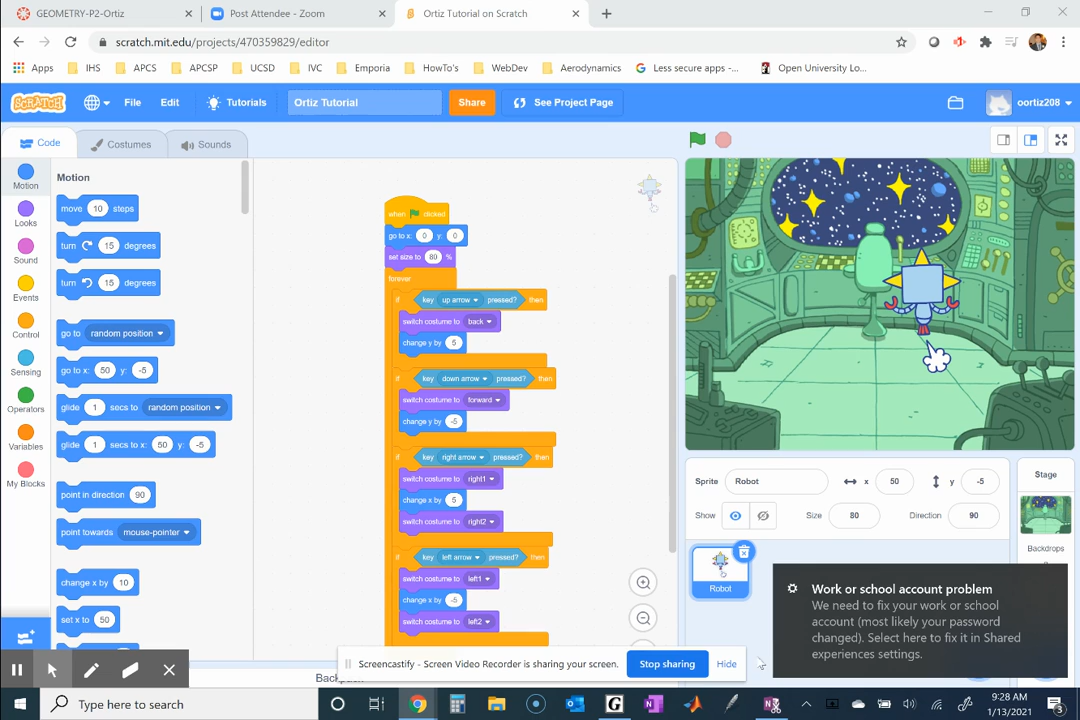 GEOMETRY-P2-Ortiz
Post Attendee - Zoom
Ortiz Tutorial on Scratch
scratch.mit.edu/projects/470359829/editor
Apps IHS APCS APCSP UCSD IVC Emporia HowTo's WebDev Aerodynamics Less secure apps -... Open University Lo...
SCRATCH File Edit Tutorials Ortiz Tutorial Share See Project Page oortiz208
Code Costumes Sounds
Motion
Looks
Sound
Events
Control
Sensing
Operators
Variables
My Blocks
Motion
move 10 steps
turn 15 degrees
turn 15 degrees
go to random position
go to x: 50 y: -5
glide 1 secs to random position
glide 1 secs to x: 50 y: -5
point in direction 90
point towards mouse-pointer
change x by 10
set x to 50
when clicked
go to x: 0 y: 0
set size to 80 %
forever
if key up arrow pressed? then
switch costume to back
change y by 5
if key down arrow pressed? then
switch costume to forward
change y by -5
if key right arrow pressed? then
switch costume to right1
change x by 5
switch costume to right2
if key left arrow pressed? then
switch costume to left1
change x by -5
switch costume to left2
Sprite Robot x 50 y -5
Show Size 80 Direction 90
Robot
Stage
Backdrops
Work or school account problem
We need to fix your work or school
account (most likely your password
changed). Select here to fix it in Shared
experiences settings.
Screencastify - Screen Video Recorder is sharing your screen. Stop sharing Hide
Type here to search
9:28 AM
1/13/2021
3